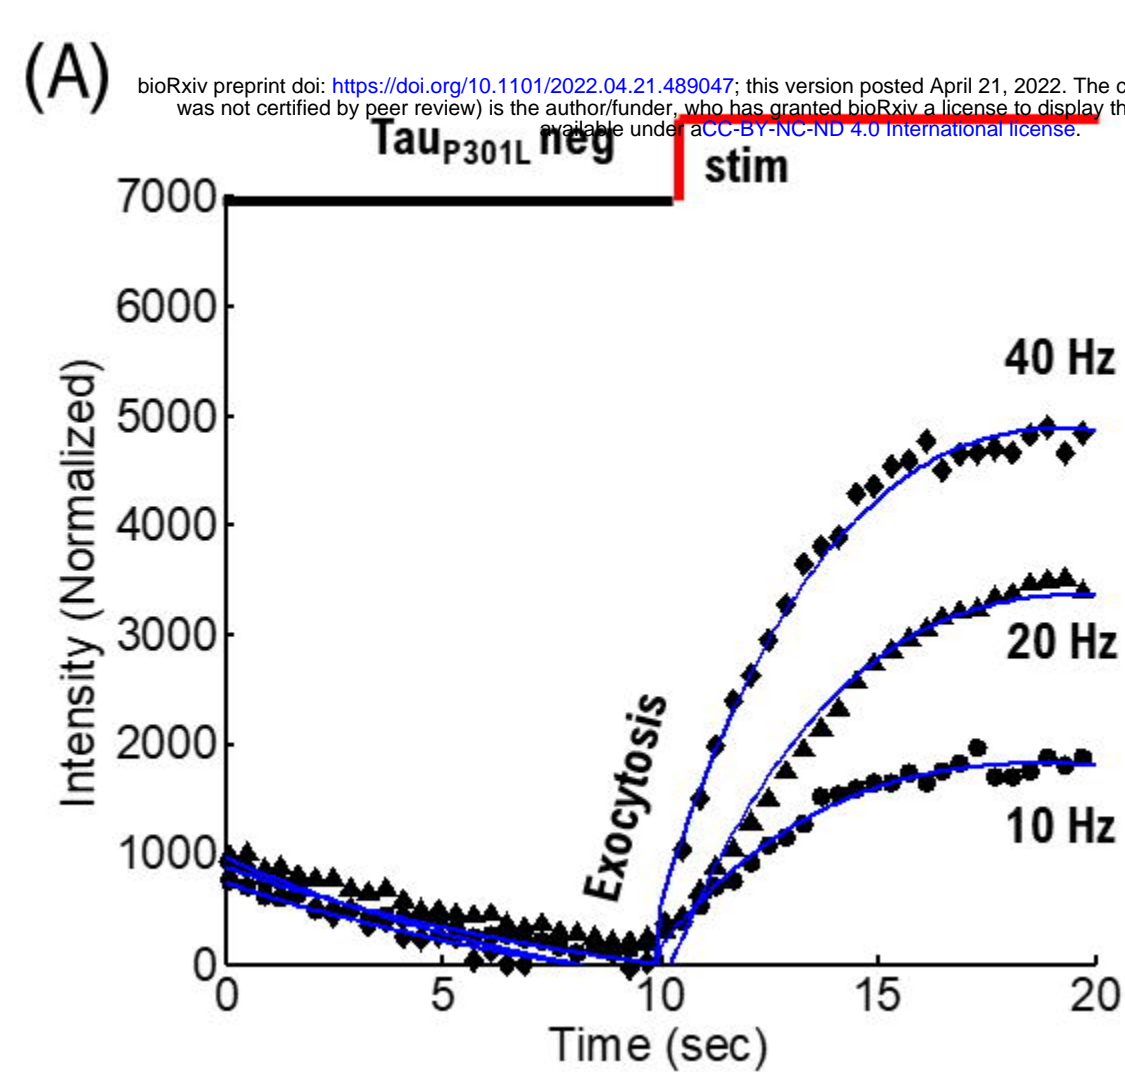 (A)
bioRxiv preprint doi: https://doi.org/10.1101/2022.04.21.489047; this version posted April 21, 2022. The c
was not certified by peer review) is the author/funder, who has granted bioRxiv a license to display th
available under aCC-BY-NC-ND 4.0 International license.
TauP301L neg
stim
7000
6000
5000
4000
3000
2000
1000
0
Intensity (Normalized)
40 Hz
20 Hz
10 Hz
Exocytosis
0 5 10 15 20
Time (sec)